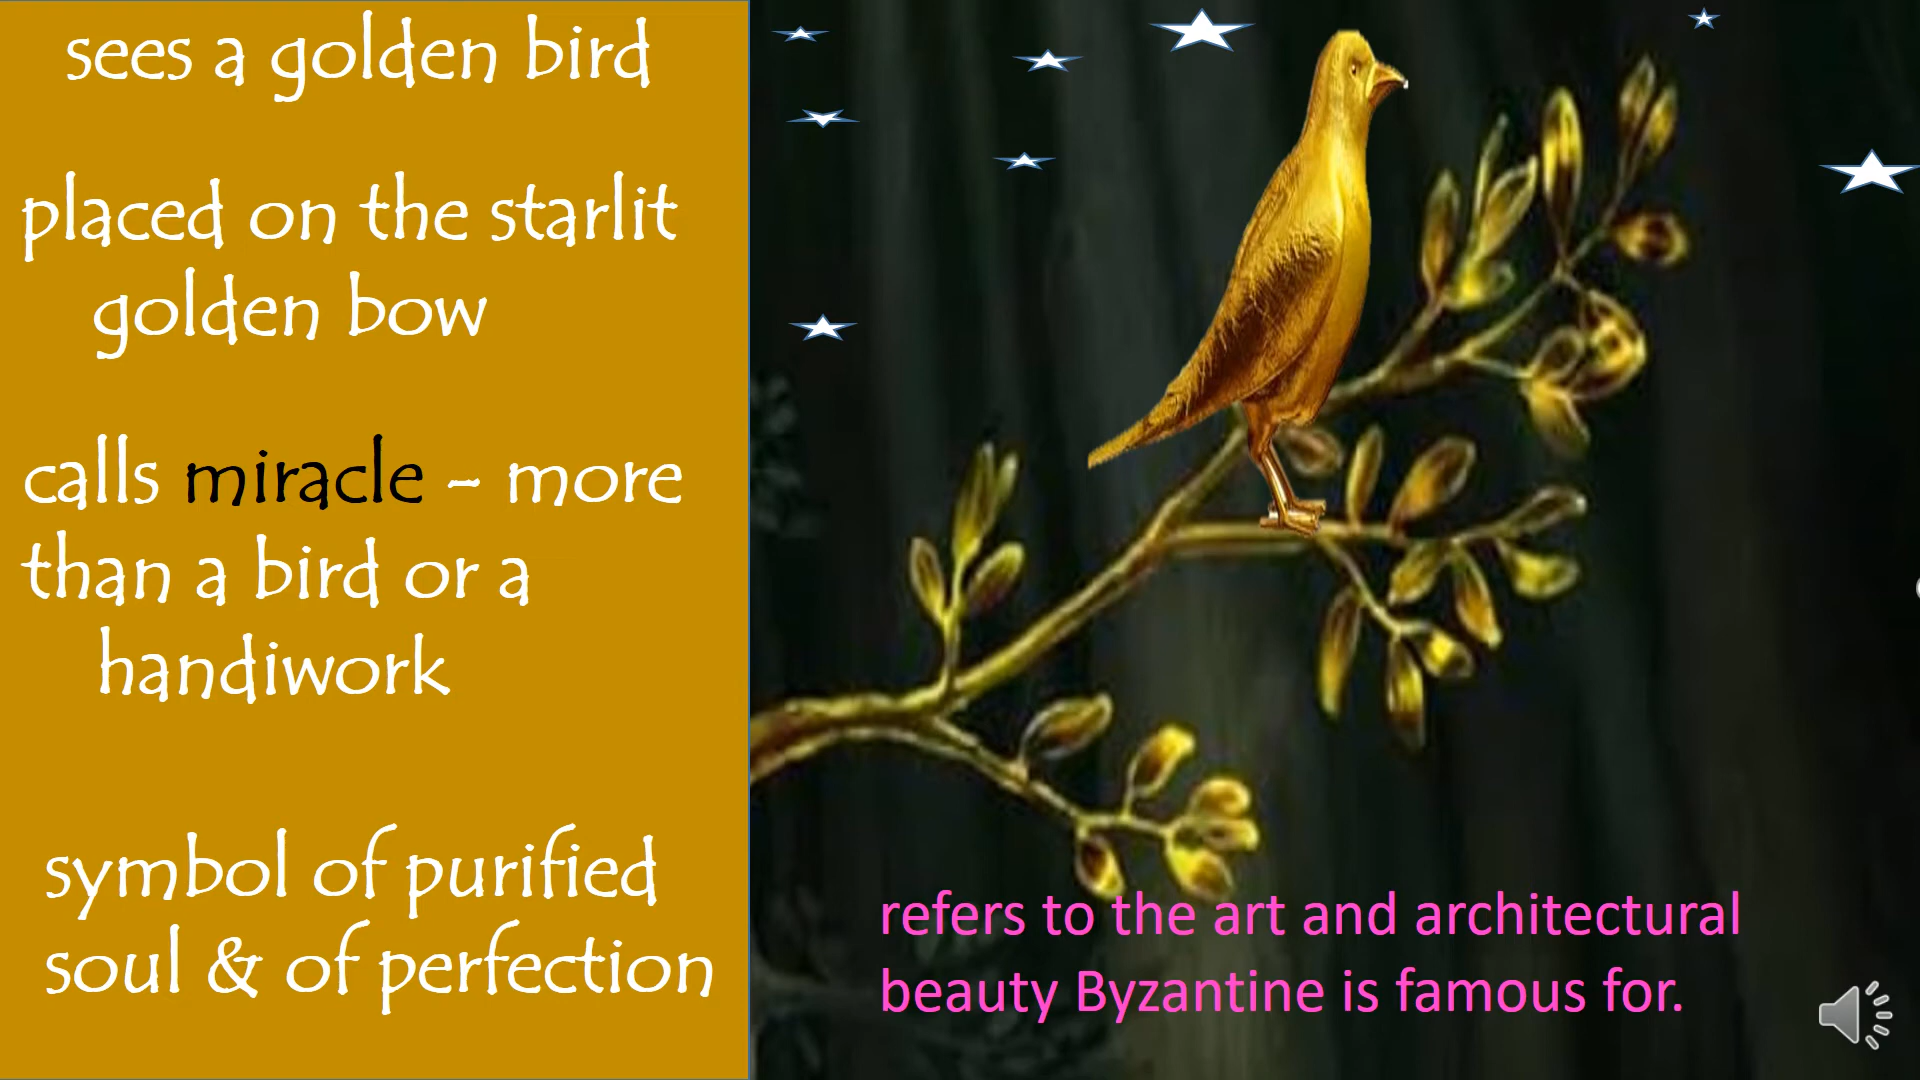 sees a golden bird
placed on the starlit
golden bow
calls miracle - more
than a bird or a
handiwork
symbol of purified
soul & of perfection
refers to the art and architectural
beauty Byzantine is famous for.